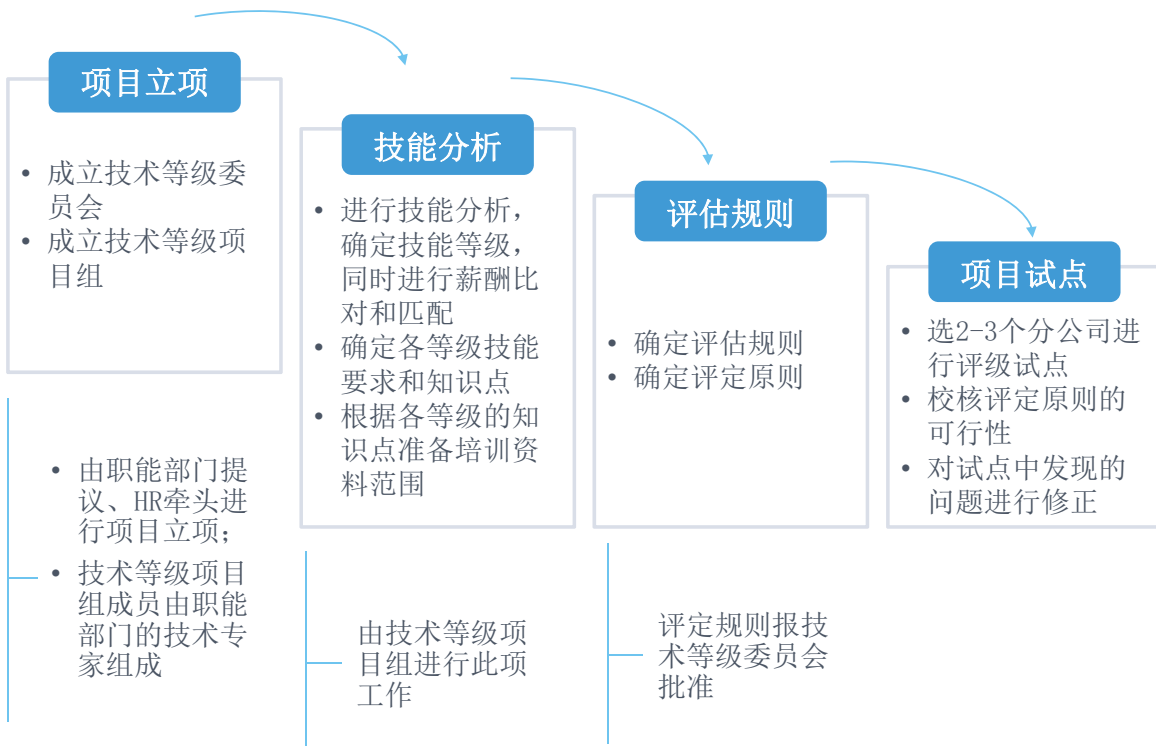 项目立项
• 成立技术等级委
员会
• 成立技术等级项
目组
• 由职能部门提
议、HR牵头进
行项目立项;
• 技术等级项目
组成员由职能
部门的技术专
家组成
技能分析
• 进行技能分析,
确定技能等级,
同时进行薪酬比
对和匹配
• 确定各等级技能
要求和知识点
• 根据各等级的知
识点准备培训资
料范围
由技术等级项
目组进行此项
工作
评估规则
• 确定评估规则
• 确定评定原则
评定规则报技
术等级委员会
批准
项目试点
• 选2-3个分公司进
行评级试点
• 校核评定原则的
可行性
• 对试点中发现的
问题进行修正